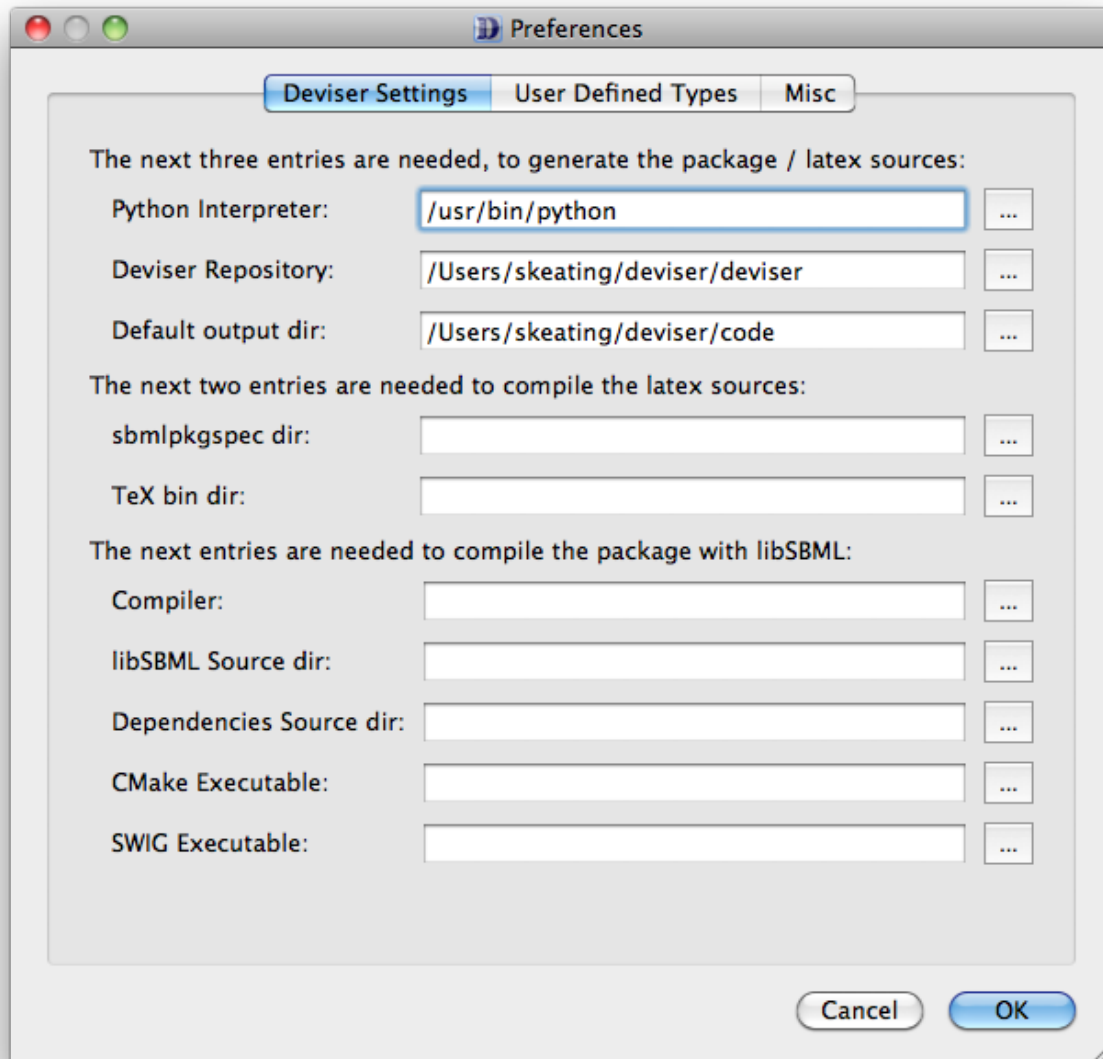 Preferences
Deviser Settings User Defined Types Misc
The next three entries are needed, to generate the package / latex sources:
Python Interpreter: /usr/bin/python ...
Deviser Repository: /Users/skeating/deviser/deviser ...
Default output dir: /Users/skeating/deviser/code ...
The next two entries are needed to compile the latex sources:
sbmlpkgspec dir: ...
TeX bin dir: ...
The next entries are needed to compile the package with libSBML:
Compiler: ...
libSBML Source dir: ...
Dependencies Source dir: ...
CMake Executable: ...
SWIG Executable: ...
Cancel OK